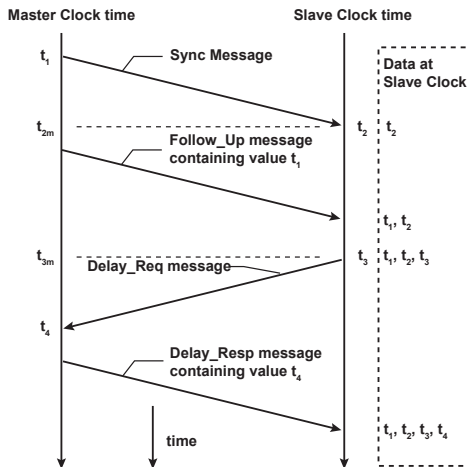 Master Clock time
Slave Clock time
t1
Sync Message
Data at
Slave Clock
t2m
t2
t2
Follow_Up message
containing value t1
t1, t2
t3m
t3
t1, t2, t3
Delay_Req message
t4
Delay_Resp message
containing value t4
time
t1, t2, t3, t4